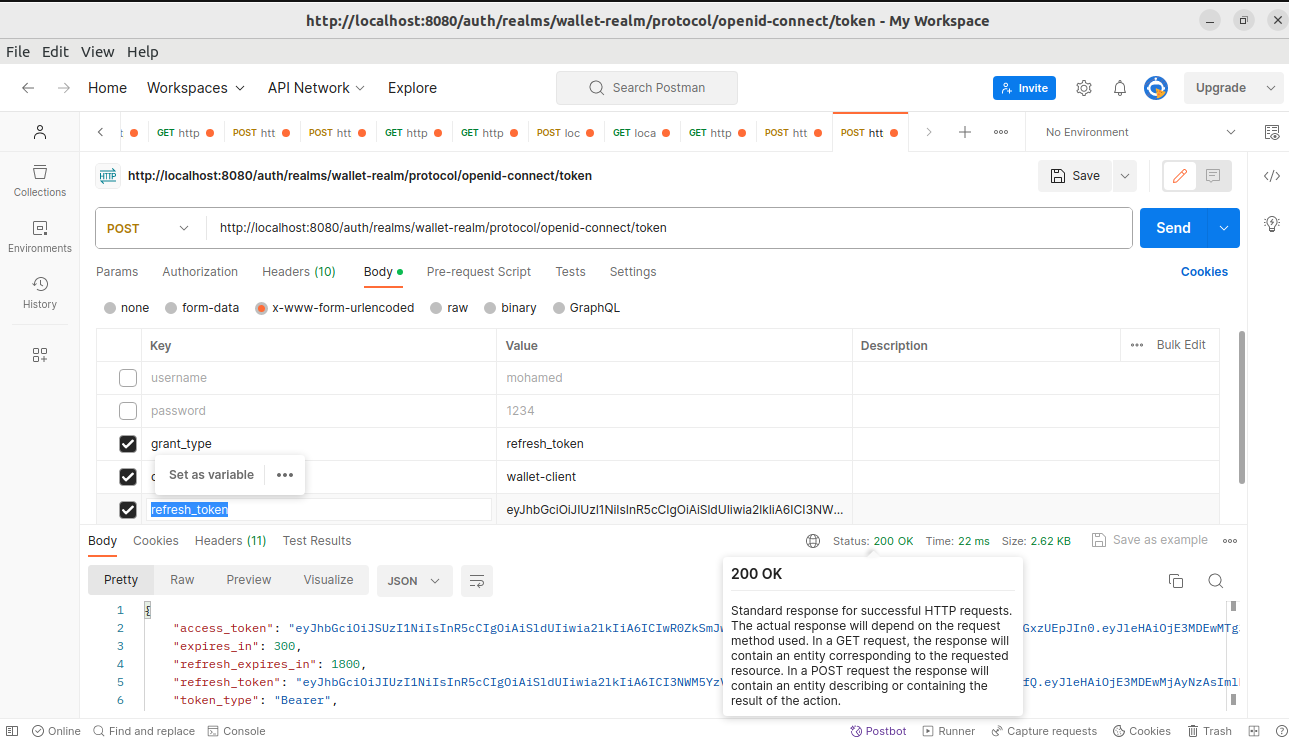 http://localhost:8080/auth/realms/wallet-realm/protocol/openid-connect/token - My Workspace
File Edit View Help
Home Workspaces API Network Explore Search Postman Invite Upgrade
GET http POST htt POST htt GET http GET http POST loc GET loca GET http POST htt POST htt No Environment
HTTP http://localhost:8080/auth/realms/wallet-realm/protocol/openid-connect/token Save
Collections
Environments
History
POST http://localhost:8080/auth/realms/wallet-realm/protocol/openid-connect/token Send
Params Authorization Headers (10) Body Pre-request Script Tests Settings Cookies
none form-data x-www-form-urlencoded raw binary GraphQL
Key Value Description Bulk Edit
username mohamed
password 1234
grant_type refresh_token
Set as variable wallet-client
refresh_token
Body Cookies Headers (11) Test Results Status: 200 OK Time: 22 ms Size: 2.62 KB Save as example
200 OK
Standard response for successful HTTP requests.
The actual response will depend on the request
method used. In a GET request, the response will
contain an entity corresponding to the requested
resource. In a POST request the response will
contain an entity describing or containing the
result of the action.
Pretty Raw Preview Visualize JSON
1 {
2 "access_token":
3 "expires_in": 300,
4 "refresh_expires_in": 1800,
5 "refresh_token":
6 "token_type": "Bearer",
Online Find and replace Console Postbot Runner Capture requests Cookies Trash